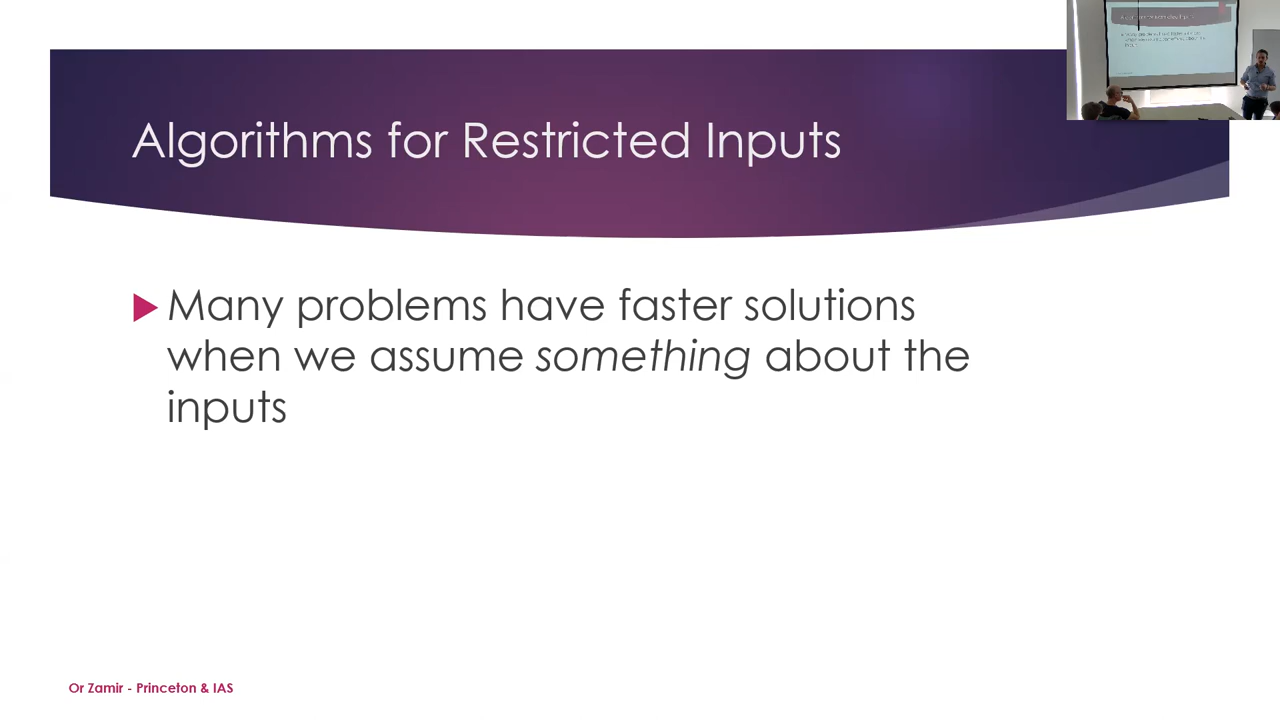 Algorithms for Restricted Inputs
Many problems have faster solutions
when we assume something about the
inputs
Or Zamir - Princeton & IAS